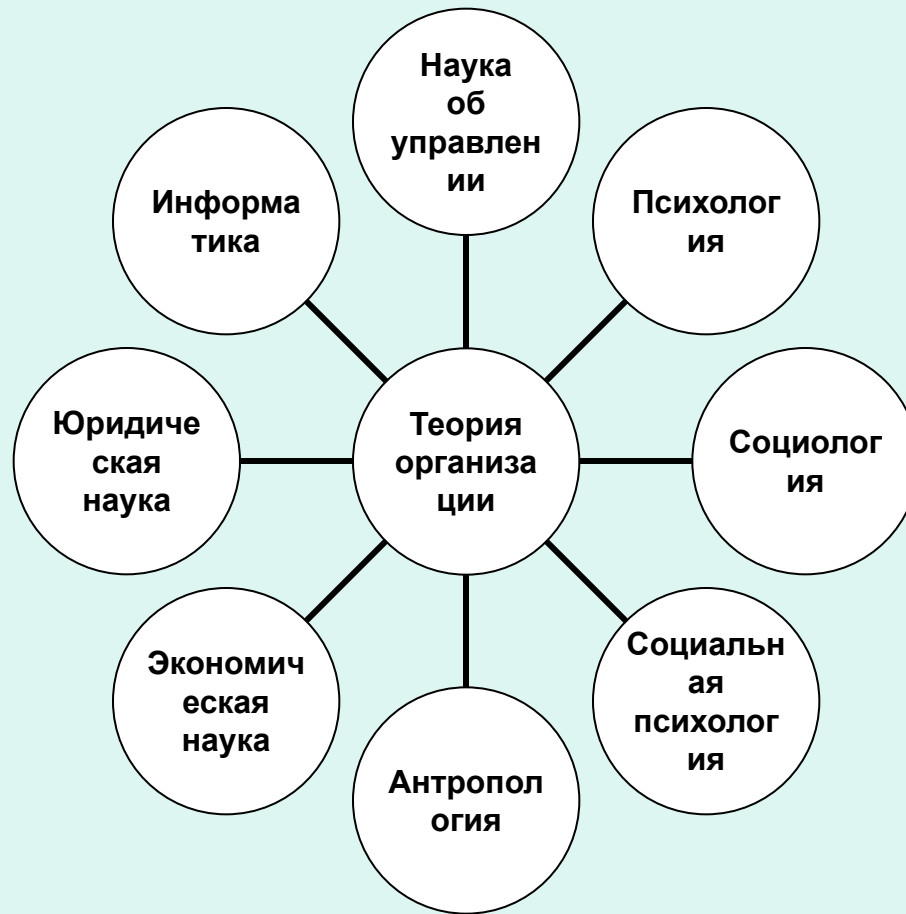 Наука
об
управлен
ии
Информа
тика
Психолог
ия
Юридиче
ская
наука
Теория
организа
ции
Социолог
ия
Экономич
еская
наука
Социальн
ая
психолог
ия
Антропол
огия